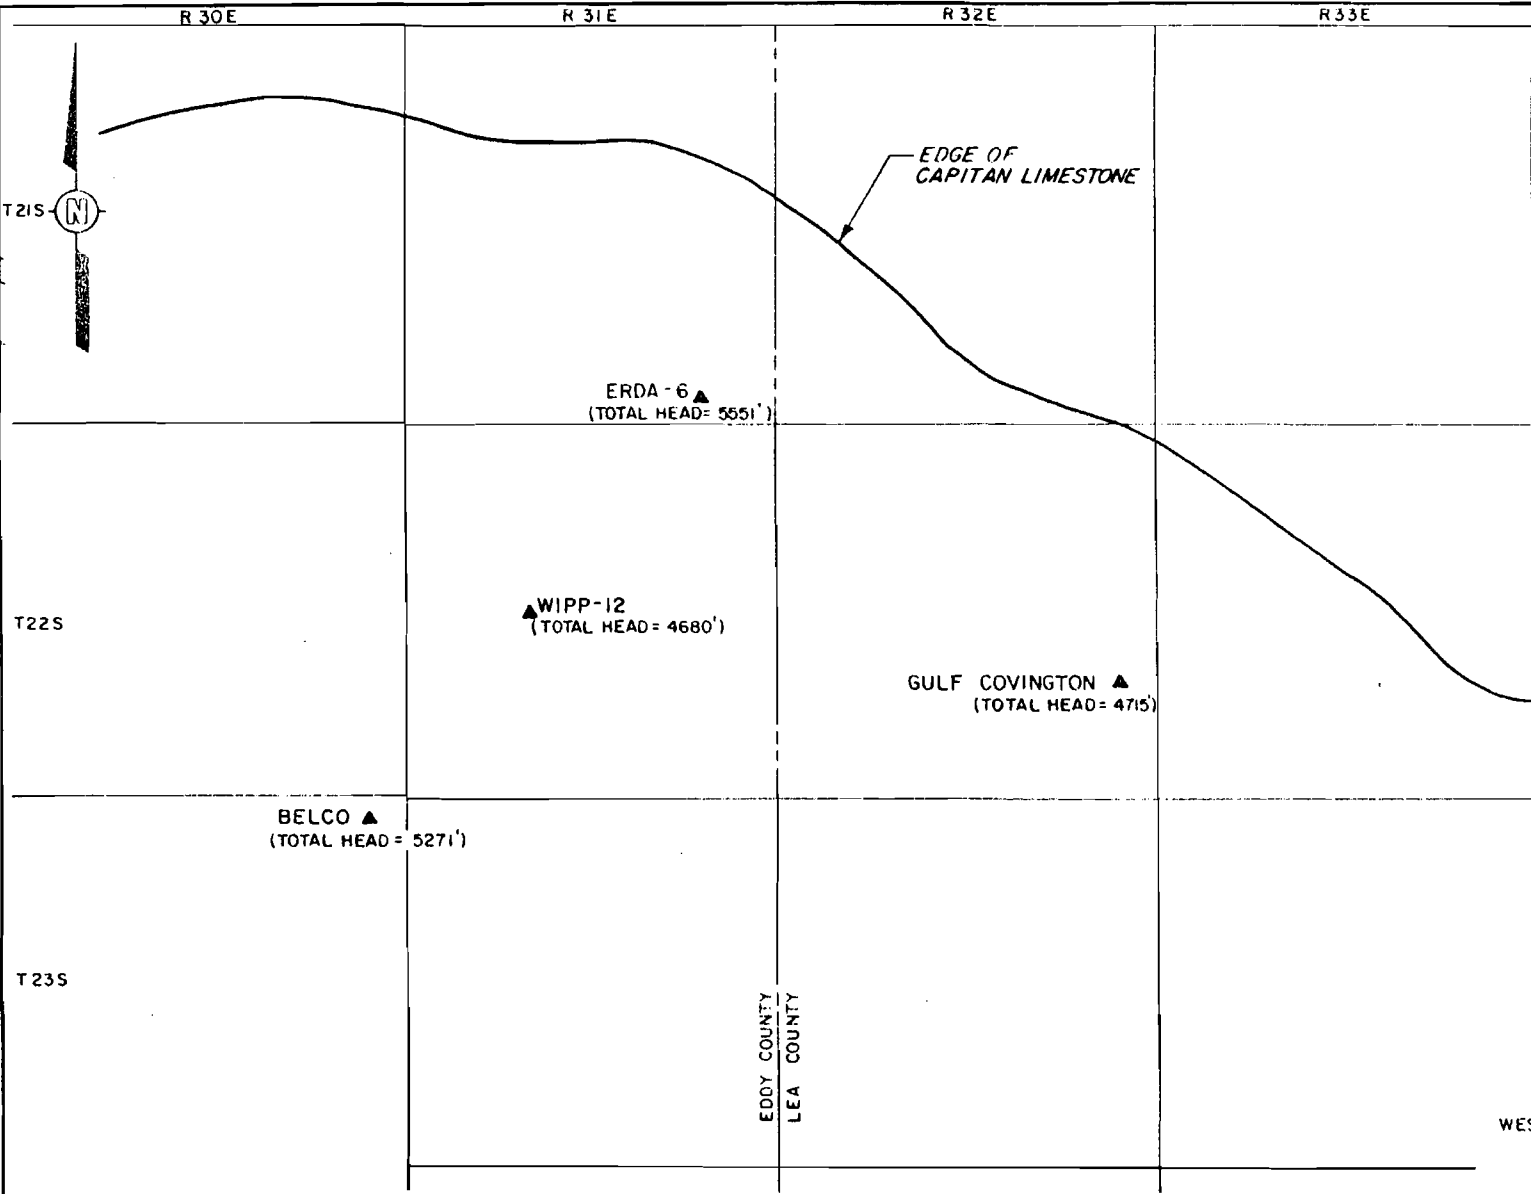 R 30E
R 31E
R 32E
R 33E
EDGE OF
CAPITAN LIMESTONE
T21S
N
ERDA-6
(TOTAL HEAD= 5551')
WIPP-12
(TOTAL HEAD= 4680')
T22S
GULF COVINGTON
(TOTAL HEAD= 4715')
BELCO
(TOTAL HEAD= 5271')
T23S
EDDY COUNTY
LEA COUNTY
WES